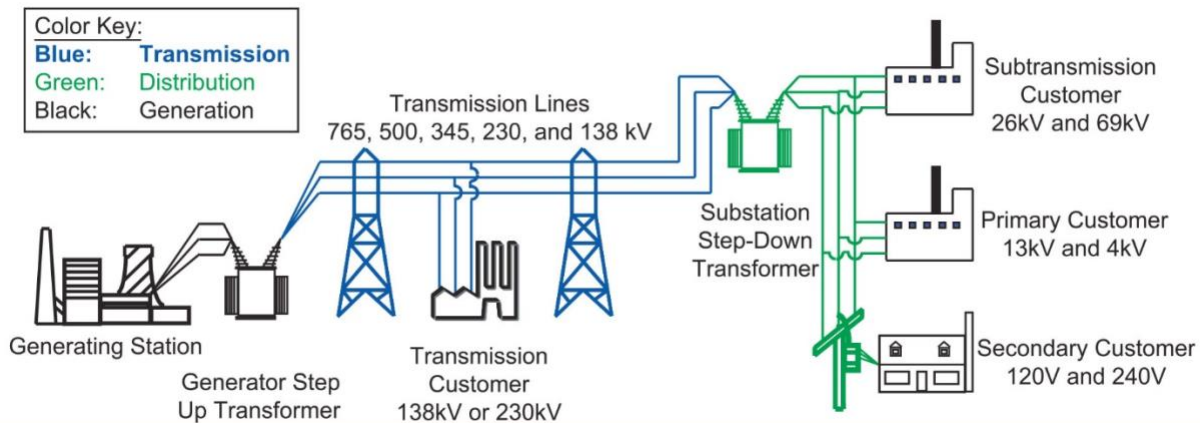 Color Key:
Blue: Transmission
Green: Distribution
Black: Generation
Transmission Lines
765, 500, 345, 230, and 138 kV
Subtransmission
Customer
26kV and 69kV
Substation
Step-Down
Transformer
Primary Customer
13kV and 4kV
Generating Station
Generator Step
Up Transformer
Transmission
Customer
138kV or 230kV
Secondary Customer
120V and 240V